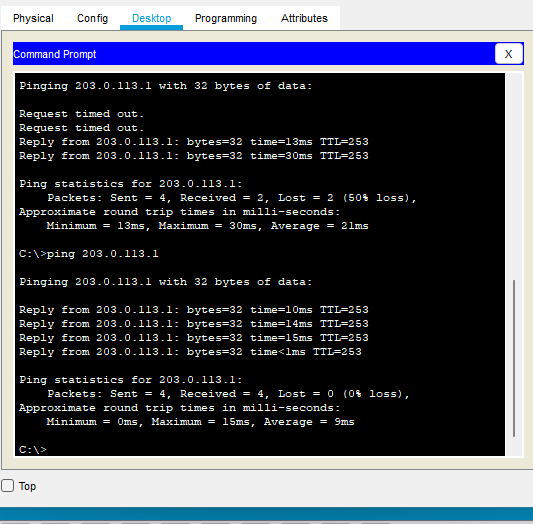 Physical Config Desktop Programming Attributes
Command Prompt X
Pinging 203.0.113.1 with 32 bytes of data:
Request timed out.
Request timed out.
Reply from 203.0.113.1: bytes=32 time=13ms TTL=253
Reply from 203.0.113.1: bytes=32 time=30ms TTL=253
Ping statistics for 203.0.113.1:
Packets: Sent = 4, Received = 2, Lost = 2 (50% loss),
Approximate round trip times in milli-seconds:
Minimum = 13ms, Maximum = 30ms, Average = 21ms
C:\>ping 203.0.113.1
Pinging 203.0.113.1 with 32 bytes of data:
Reply from 203.0.113.1: bytes=32 time=10ms TTL=253
Reply from 203.0.113.1: bytes=32 time=14ms TTL=253
Reply from 203.0.113.1: bytes=32 time=15ms TTL=253
Reply from 203.0.113.1: bytes=32 time<1ms TTL=253
Ping statistics for 203.0.113.1:
Packets: Sent = 4, Received = 4, Lost = 0 (0% loss),
Approximate round trip times in milli-seconds:
Minimum = 0ms, Maximum = 15ms, Average = 9ms
C:\>
Top